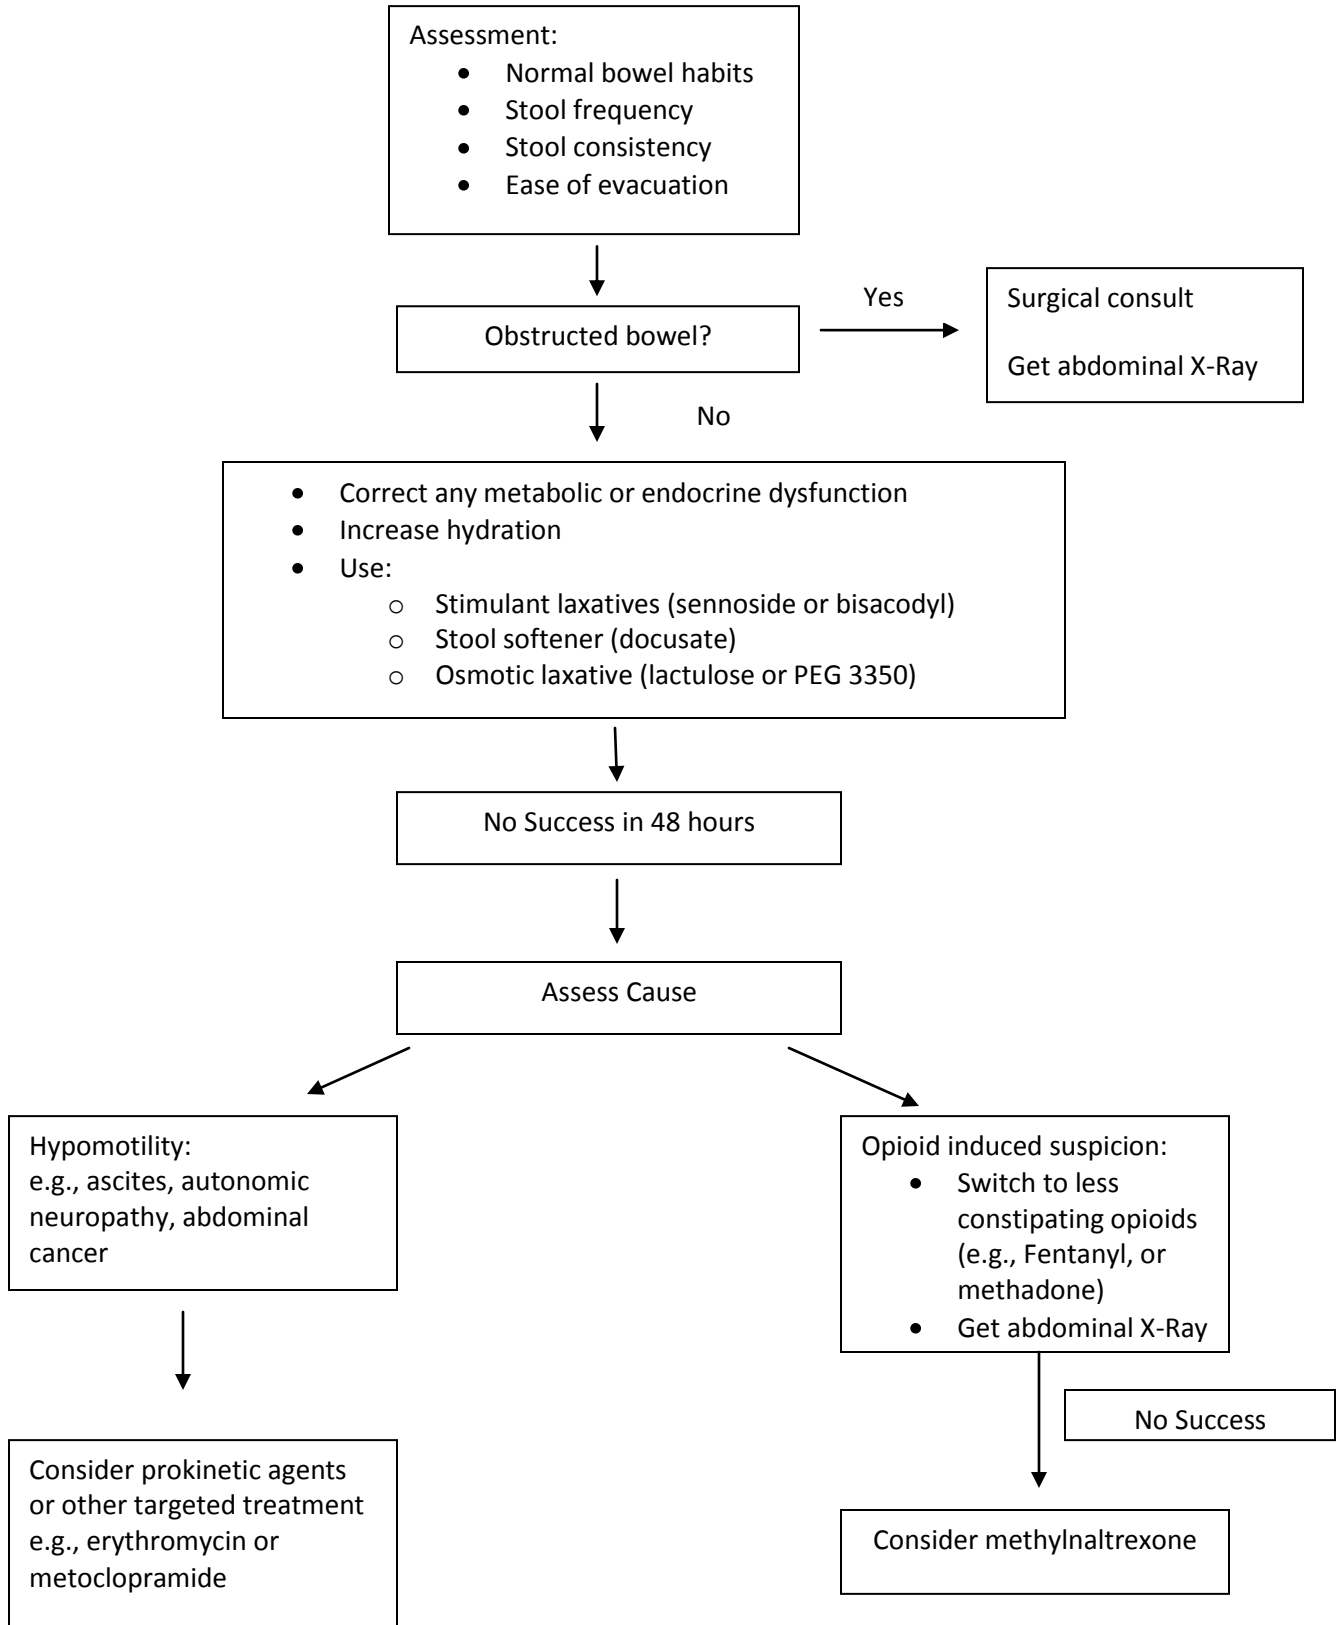 Assessment:
• Normal bowel habits
• Stool frequency
• Stool consistency
• Ease of evacuation
Obstructed bowel?
Yes
Surgical consult
Get abdominal X-Ray
No
• Correct any metabolic or endocrine dysfunction
• Increase hydration
• Use:
o Stimulant laxatives (sennoside or bisacodyl)
o Stool softener (docusate)
o Osmotic laxative (lactulose or PEG 3350)
No Success in 48 hours
Assess Cause
Hypomotility:
e.g., ascites, autonomic
neuropathy, abdominal
cancer
Opioid induced suspicion:
• Switch to less
constipating opioids
(e.g., Fentanyl, or
methadone)
• Get abdominal X-Ray
No Success
Consider prokinetic agents
or other targeted treatment
e.g., erythromycin or
metoclopramide
Consider methylnaltrexone